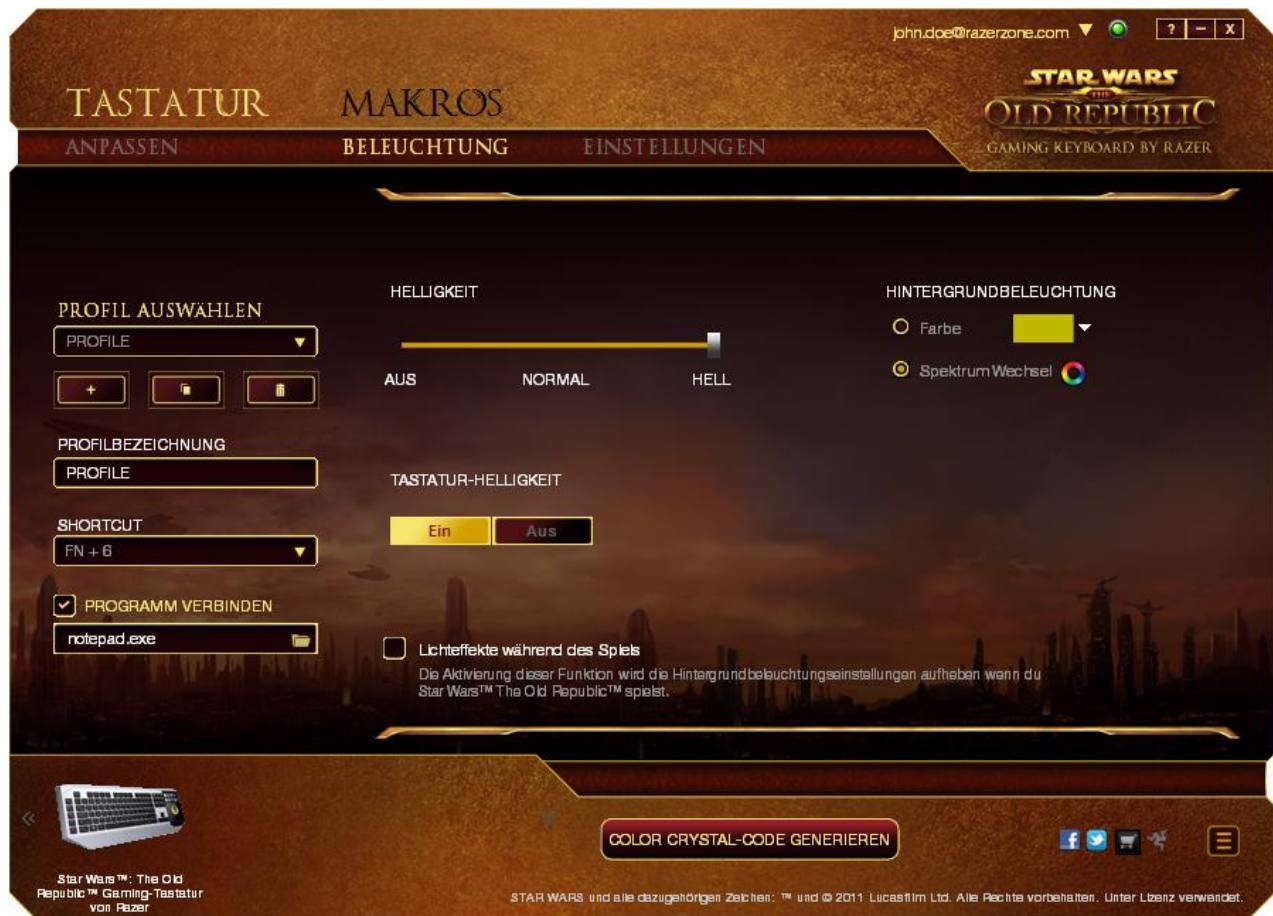 john.doe@razerzone.com
? – X
STAR WARS
THE
OLD REPUBLIC
GAMING KEYBOARD BY RAZER
TASTATUR MAKROS
ANPASSEN BELEUCHTUNG EINSTELLUNGEN
PROFIL AUSWÄHLEN
PROFILE
+
PROFILBEZEICHNUNG
PROFILE
SHORTCUT
FN + 6
PROGRAMM VERBINDEN
notepad.exe
HELLIGKEIT
AUS NORMAL HELL
HINTERGRUNDBELEUCHTUNG
Farbe
Spektrum Wechsel
TASTATUR-HELLIGKEIT
Ein Aus
Lichteffekte während des Spiels
Die Aktivierung dieser Funktion wird die Hintergrundbeleuchtungseinstellungen aufheben wenn du
Star Wars™ The Old Republic™ spielst.
Star Wars™: The Old
Republic™ Gaming-Tastatur
von Razer
COLOR CRYSTAL-CODE GENERIEREN
STAR WARS und alle dazugehörigen Zeichen: ™ und © 2011 Lucasfilm Ltd. Alle Rechte vorbehalten. Unter Lizenz verwendet.